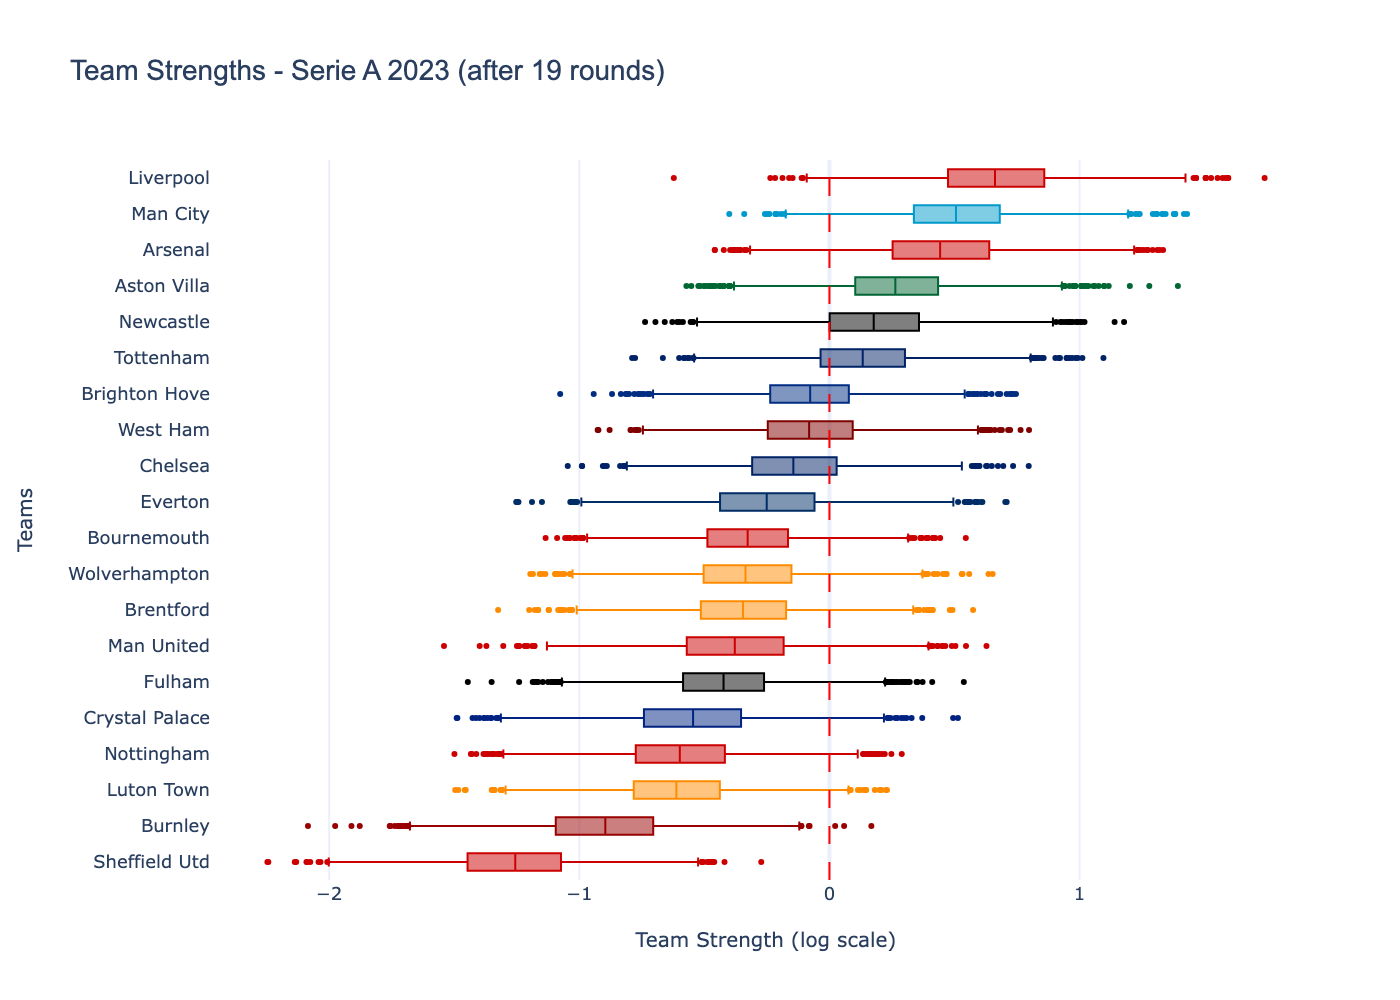 Team Strengths - Serie A 2023 (after 19 rounds)
Liverpool
Man City
Arsenal
Aston Villa
Newcastle
Tottenham
Brighton Hove
West Ham
Chelsea
Everton
Bournemouth
Wolverhampton
Brentford
Man United
Fulham
Crystal Palace
Nottingham
Luton Town
Burnley
Sheffield Utd
Teams
−2 −1 0 1
Team Strength (log scale)